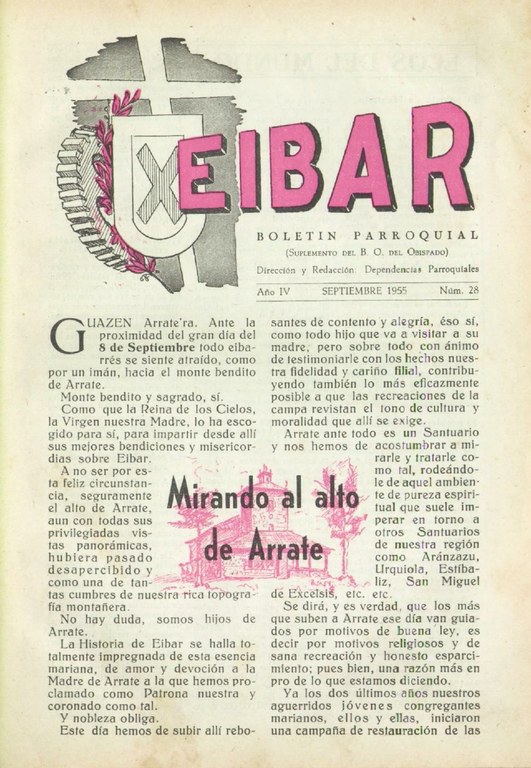 EIBAR
BOLETIN PARROQUIAL
(SUPLEMENTO DEL B. O. DEL OBISPADO)
Dirección y Redacción: Dependencias Parroquiales
Año IV SEPTIEMBRE 1955 Núm. 28
GUAZEN Arrate'ra. Ante la
proximidad del gran día del
8 de Septiembre todo eiba-
rrés se siente atraído, como
por un imán, hacia el monte bendito
de Arrate.
Monte bendito y sagrado, sí.
Como que la Reina de los Cielos,
la Virgen nuestra Madre, lo ha esco-
gido para sí, para impartir desde allí
sus mejores bendiciones y misericor-
dias sobre Eibar.
A no ser por es-
ta feliz circunstan-
cia, seguramente
el alto de Arrate,
aun con todas sus
privilegiadas vis-
tas panorámicas,
hubiera pasado
desapercibido y
como una de tan-
tas cumbres de nuestra rica topogra-
fía montañera.
No hay duda, somos hijos de
Arrate.
La Historia de Eibar se halla to-
talmente impregnada de esta esencia
mariana, de amor y devoción a la
Madre de Arrate a la que hemos pro-
clamado como Patrona nuestra y
coronado como tal.
Y nobleza obliga.
Este día hemos de subir allí rebo-
Mirando al alto
de Arrate
santes de contento y alegría, éso sí,
como todo hijo que va a visitar a su
madre, pero sobre todo con ánimo
de testimoniarle con los hechos nues-
tra fidelidad y cariño filial, contribu-
yendo también lo más eficazmente
posible a que las recreaciones de la
campa revistan el tono de cultura y
moralidad que allí se exige.
Arrate ante todo es un Santuario
y nos hemos de acostumbrar a mi-
rarle y tratarle co-
mo tal, rodeándo-
le de aquel ambien-
te de pureza espiri-
tual que suele im-
perar en torno a
otros Santuarios
de nuestra región
como Aránzazu,
Urquiola, Estíba-
liz, San Miguel
de Excelsis, etc. etc.
Se dirá, y es verdad, que los más
que suben a Arrate ese día van guia-
dos por motivos de buena ley, es
decir por motivos religiosos y de
sana recreación y honesto esparci-
miento; pues bien, una razón más en
pro de lo que estamos diciendo.
Ya los dos últimos años nuestros
aguerridos jóvenes congregantes
marianos, ellos y ellas, iniciaron
una campaña de restauración de las